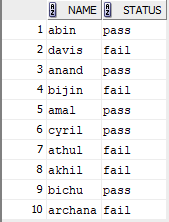 NAME STATUS
1 abin pass
2 davis fail
3 anand pass
4 bijin fail
5 amal pass
6 cyril pass
7 athul fail
8 akhil fail
9 bichu pass
10 archana fail